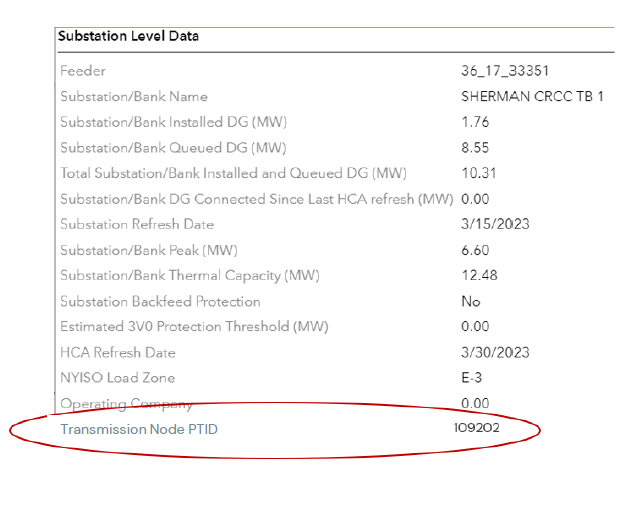 Substation Level Data
Feeder 36_17_33351
Substation/Bank Name SHERMAN CRCC TB 1
Substation/Bank Installed DG (MW) 1.76
Substation/Bank Queued DG (MW) 8.55
Total Substation/Bank Installed and Queued DG (MW) 10.31
Substation/Bank DG Connected Since Last HCA refresh (MW) 0.00
Substation Refresh Date 3/15/2023
Substation/Bank Peak (MW) 6.60
Substation/Bank Thermal Capacity (MW) 12.48
Substation Backfeed Protection No
Estimated 3V0 Protection Threshold (MW) 0.00
HCA Refresh Date 3/30/2023
NYISO Load Zone E-3
Operating Company 0.00
Transmission Node PTID 109202